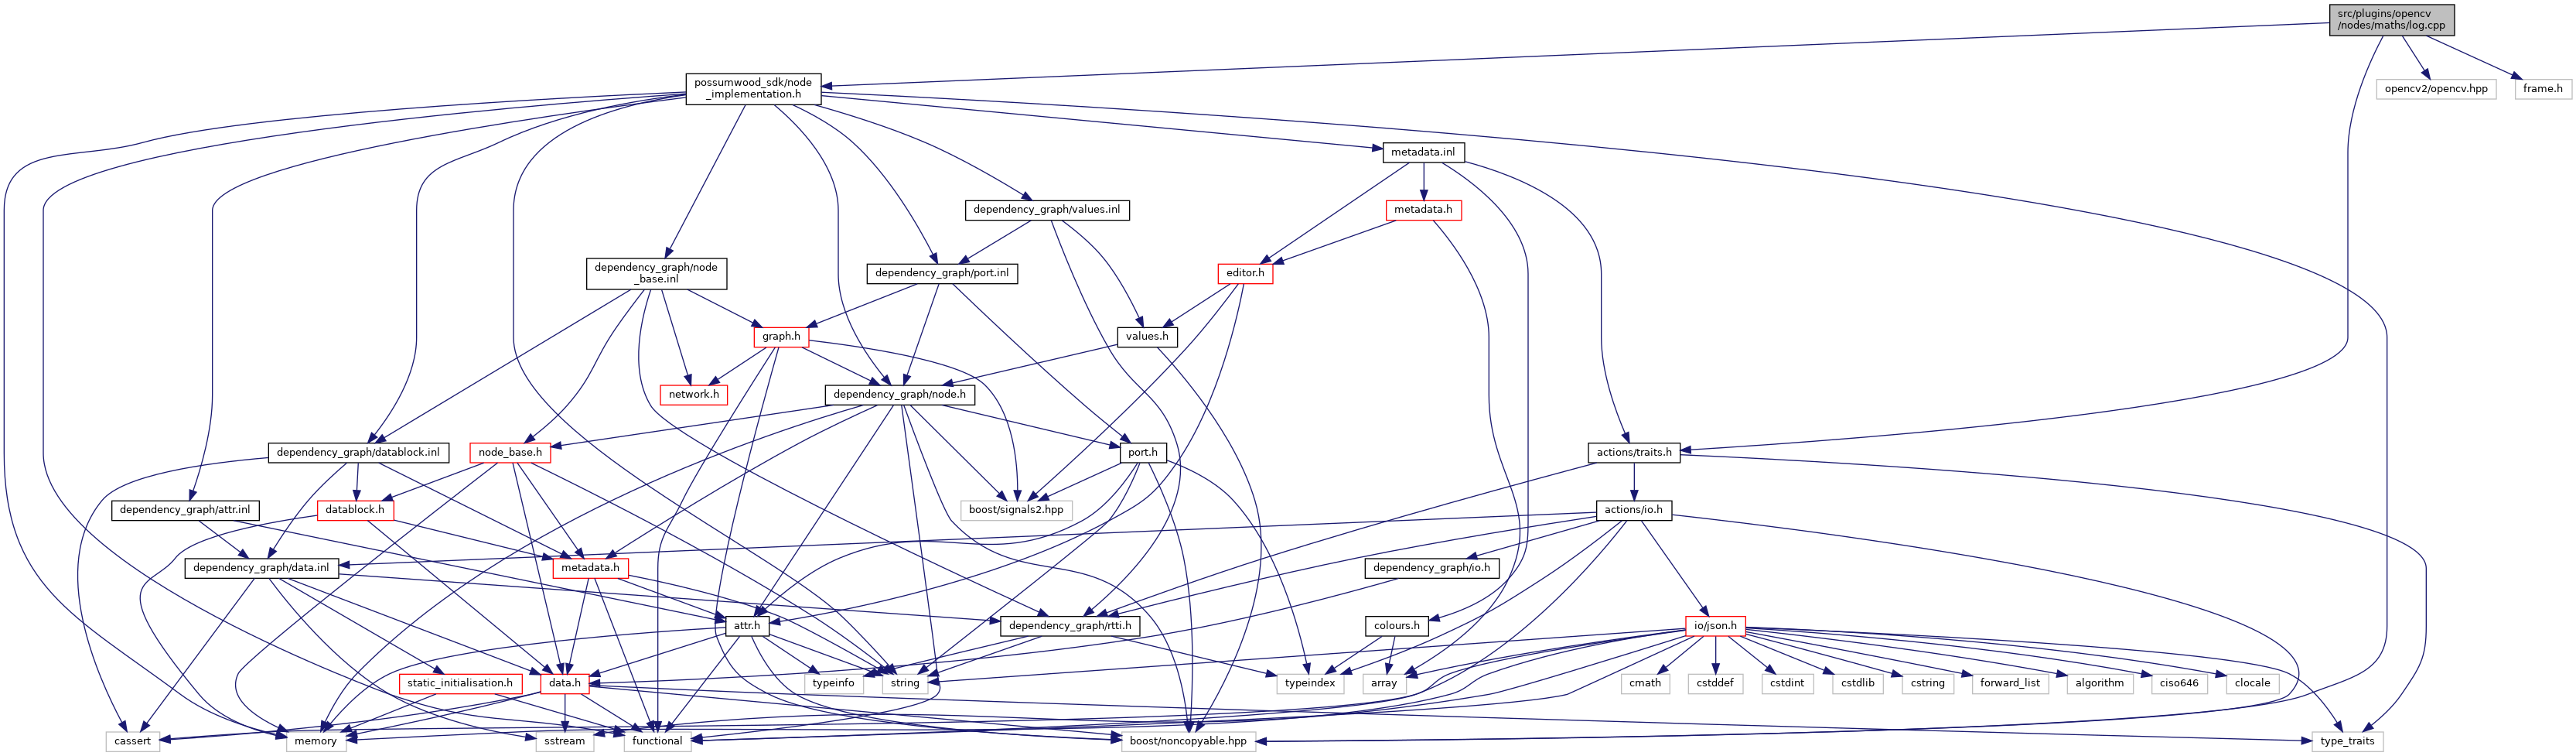 src/plugins/opencv
/nodes/maths/log.cpp
possumwood_sdk/node
_implementation.h
opencv2/opencv.hpp
frame.h
metadata.inl
dependency_graph/values.inl
metadata.h
dependency_graph/node
_base.inl
dependency_graph/port.inl
editor.h
graph.h
values.h
network.h
dependency_graph/node.h
dependency_graph/datablock.inl
node_base.h
port.h
actions/traits.h
dependency_graph/attr.inl
datablock.h
boost/signals2.hpp
actions/io.h
dependency_graph/data.inl
metadata.h
dependency_graph/io.h
attr.h
dependency_graph/rtti.h
colours.h
io/json.h
static_initialisation.h
data.h
typeinfo
string
typeindex
array
cmath
cstddef
cstdint
cstdlib
cstring
forward_list
algorithm
ciso646
clocale
cassert
memory
sstream
functional
boost/noncopyable.hpp
type_traits